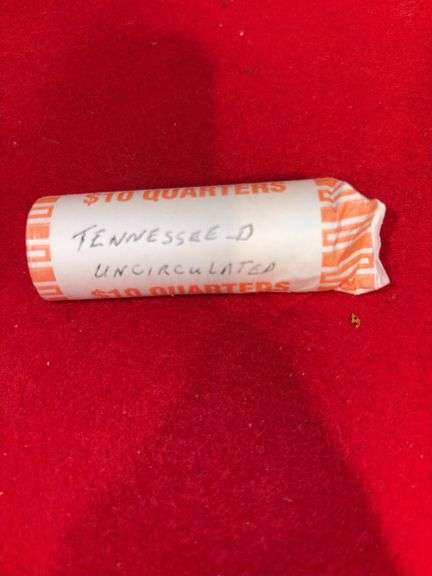 $10 QUARTERS
TENNESSEE-D
UNCIRCULATED
$10 QUARTERS